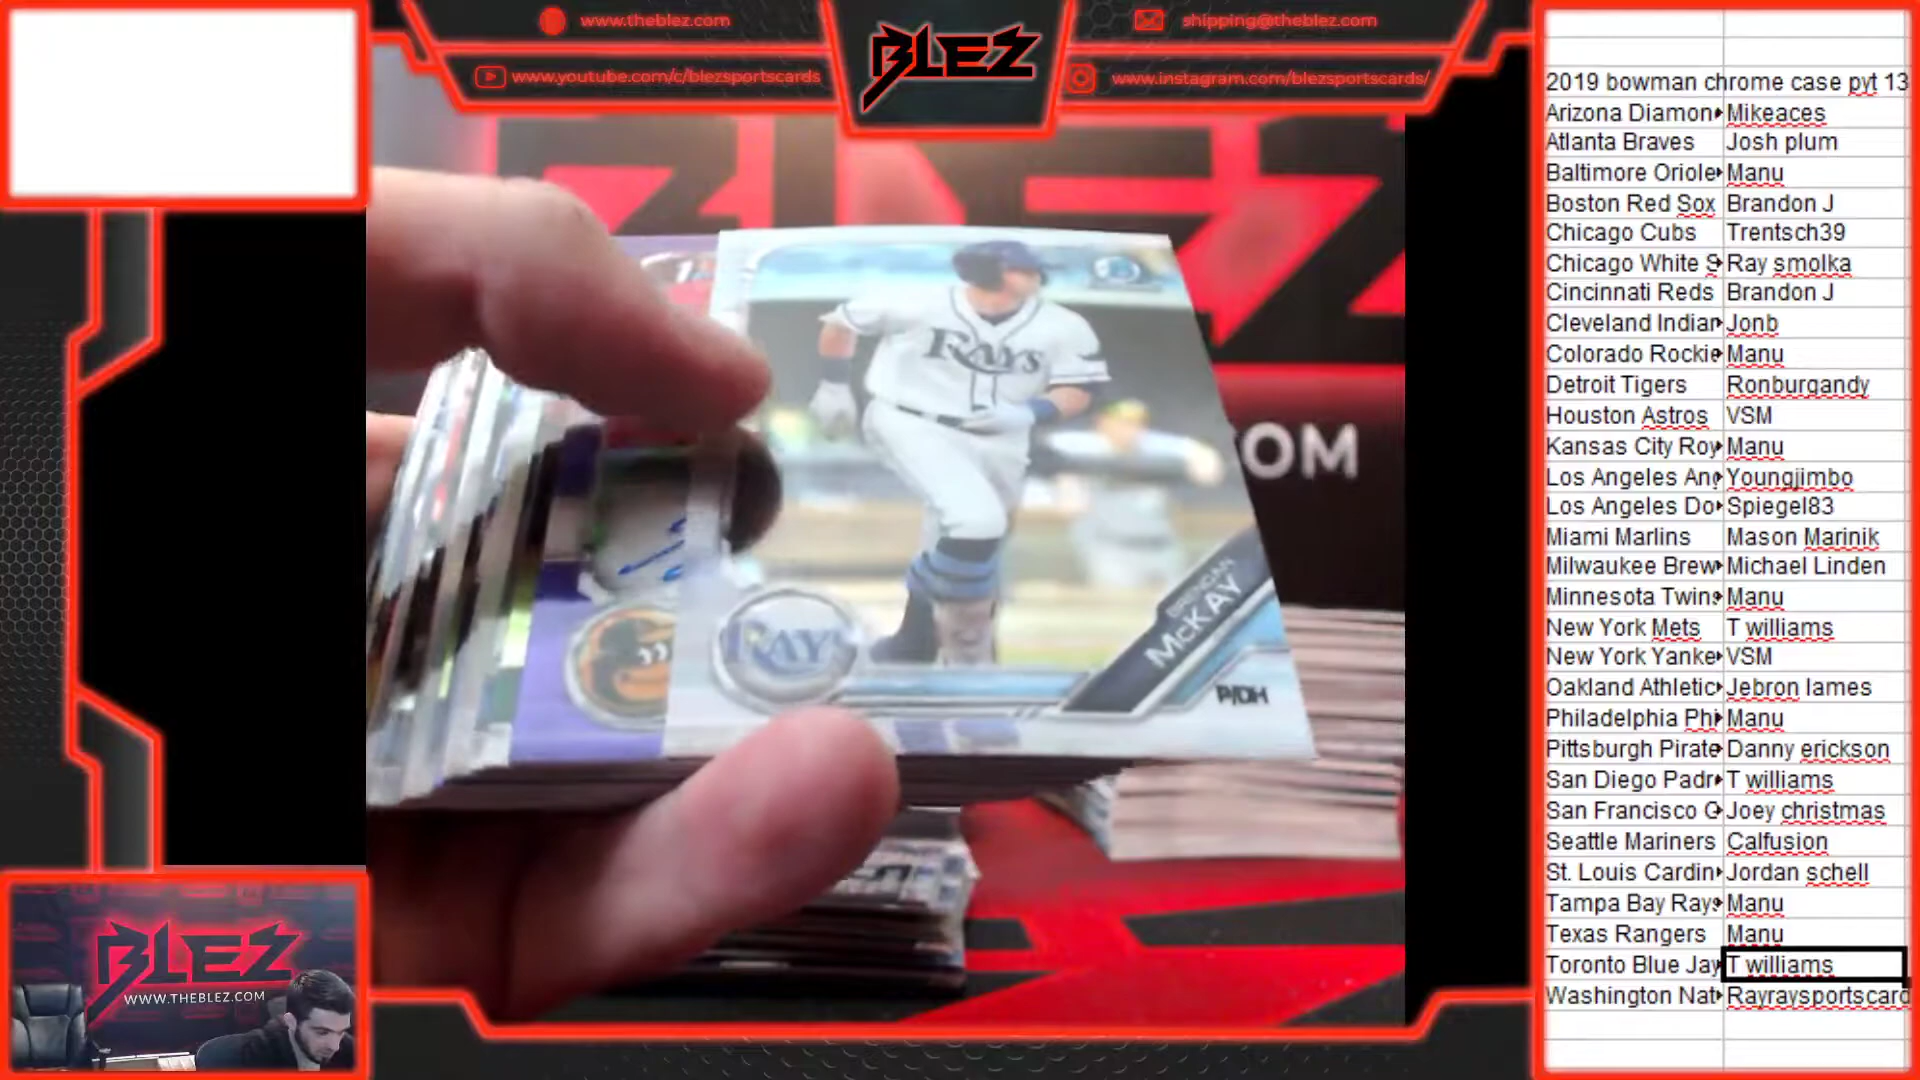 www.theblez.com
www.youtube.com/c/blezsportscards
BLEZ
shipping@theblez.com
www.instagram.com/blezsportscards/
RAYS
RAYS
BRENDAN
McKAY
P/DH
OM
BLEZ
WWW.THEBLEZ.COM
2019 bowman chrome case pyt 13
Arizona Diamon Mikeaces
Atlanta Braves Josh plum
Baltimore Oriole Manu
Boston Red Sox Brandon J
Chicago Cubs Trentsch39
Chicago White S Ray smolka
Cincinnati Reds Brandon J
Cleveland Indian Jonb
Colorado Rockie Manu
Detroit Tigers Ronburgandy
Houston Astros VSM
Kansas City Roy Manu
Los Angeles Ang Youngjimbo
Los Angeles Do Spiegel83
Miami Marlins Mason Marinik
Milwaukee Brew Michael Linden
Minnesota Twins Manu
New York Mets T williams
New York Yanke VSM
Oakland Athletic Jebron lames
Philadelphia Phi Manu
Pittsburgh Pirate Danny erickson
San Diego Padr T williams
San Francisco G Joey christmas
Seattle Mariners Calfusion
St. Louis Cardin Jordan schell
Tampa Bay Rays Manu
Texas Rangers Manu
Toronto Blue Jay T williams
Washington Nat Rayraysportscard